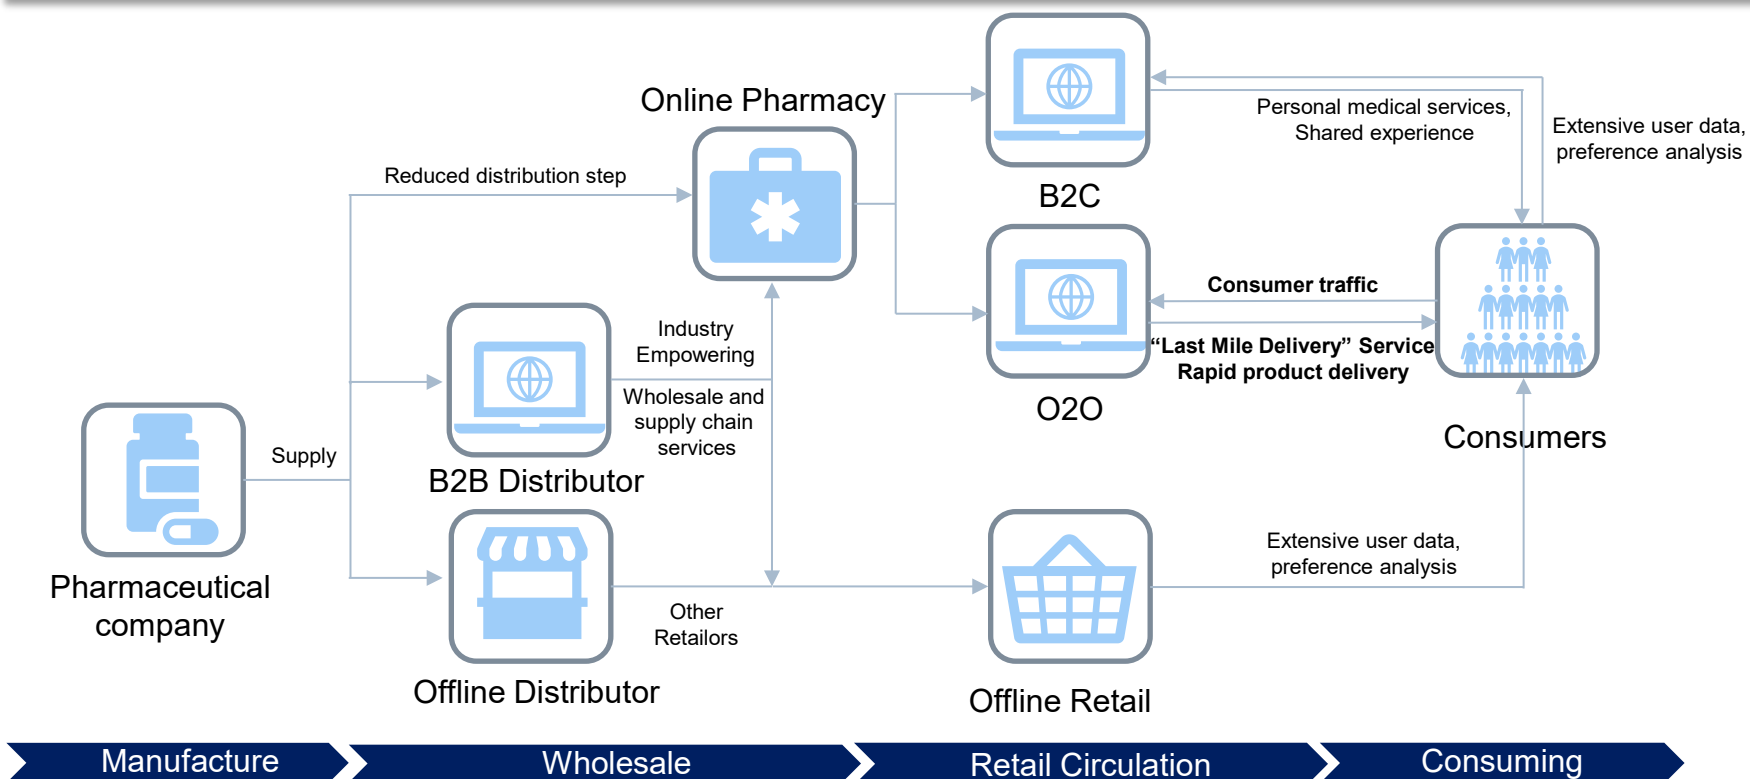 Online Pharmacy
Personal medical services,
Shared experience
Extensive user data,
preference analysis
Reduced distribution step
B2C
Consumer traffic
Industry
Empowering
“Last Mile Delivery” Service
Rapid product delivery
Wholesale and
supply chain
services
O2O
Consumers
Supply
B2B Distributor
Extensive user data,
preference analysis
Pharmaceutical
company
Other
Retailors
Offline Distributor
Offline Retail
Manufacture
Wholesale
Retail Circulation
Consuming